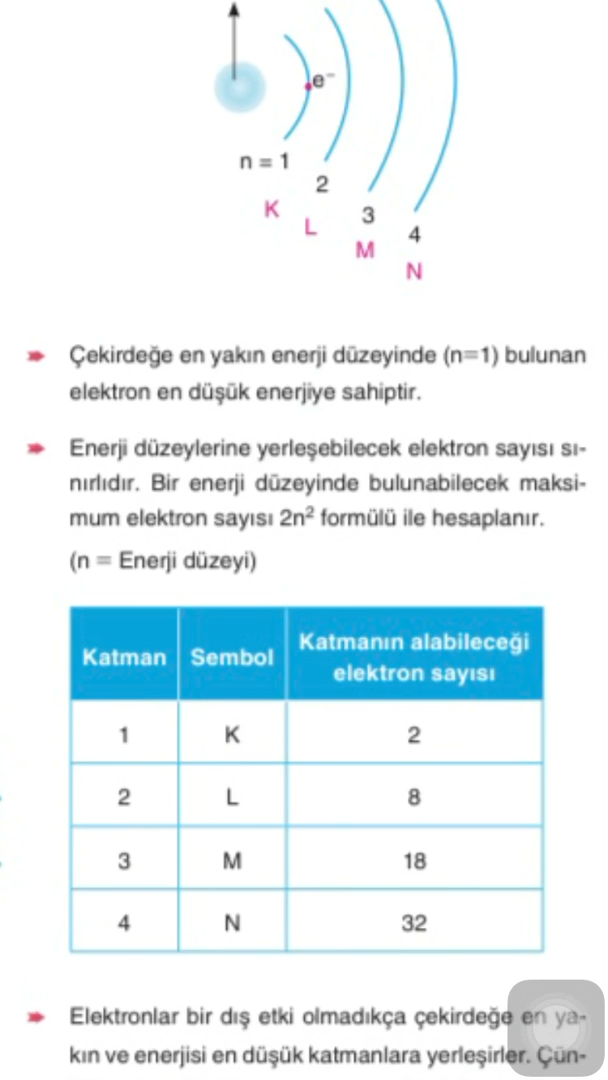 e⁻
n = 1
2
3
4
K
L
M
N
Çekirdeğe en yakın enerji düzeyinde (n=1) bulunan
elektron en düşük enerjiye sahiptir.
Enerji düzeylerine yerleşebilecek elektron sayısı sı-
nırlıdır. Bir enerji düzeyinde bulunabilecek maksi-
mum elektron sayısı 2n² formülü ile hesaplanır.
(n = Enerji düzeyi)
Katman Sembol Katmanın alabileceği elektron sayısı
1 K 2
2 L 8
3 M 18
4 N 32
Elektronlar bir dış etki olmadıkça çekirdeğe en ya-
kın ve enerjisi en düşük katmanlara yerleşirler. Çün-